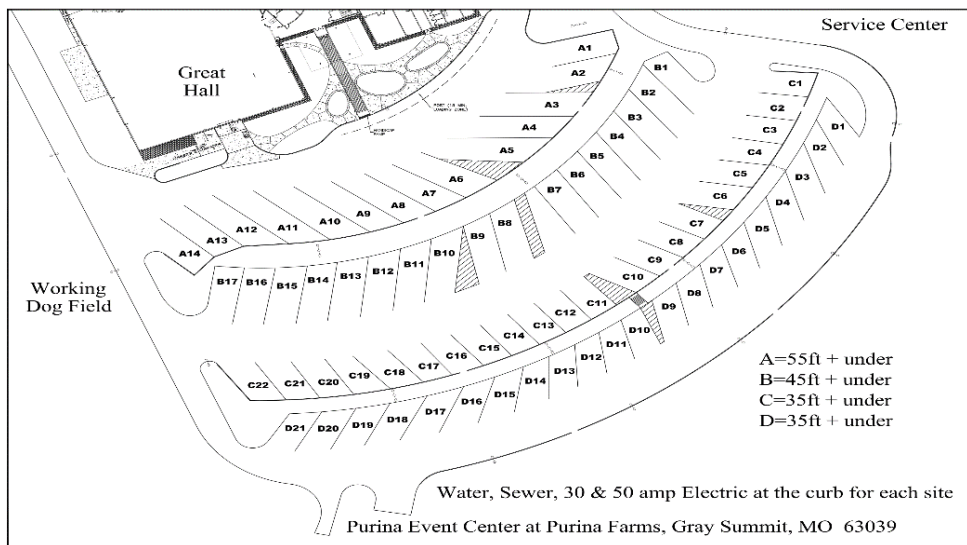 Service Center
Great
Hall
Working
Dog Field
A1
A2
A3
A4
A5
A6
A7
A8
A9
A10
A11
A12
A13
A14
B1
B2
B3
B4
B5
B6
B7
B8
B9
B10
B11
B12
B13
B14
B15
B16
B17
C1
C2
C3
C4
C5
C6
C7
C8
C9
C10
C11
C12
C13
C14
C15
C16
C17
C18
C19
C20
C21
C22
D1
D2
D3
D4
D5
D6
D7
D8
D9
D10
D11
D12
D13
D14
D15
D16
D17
D18
D19
D20
D21
A=55ft + under
B=45ft + under
C=35ft + under
D=35ft + under
Water, Sewer, 30 & 50 amp Electric at the curb for each site
Purina Event Center at Purina Farms, Gray Summit, MO 63039